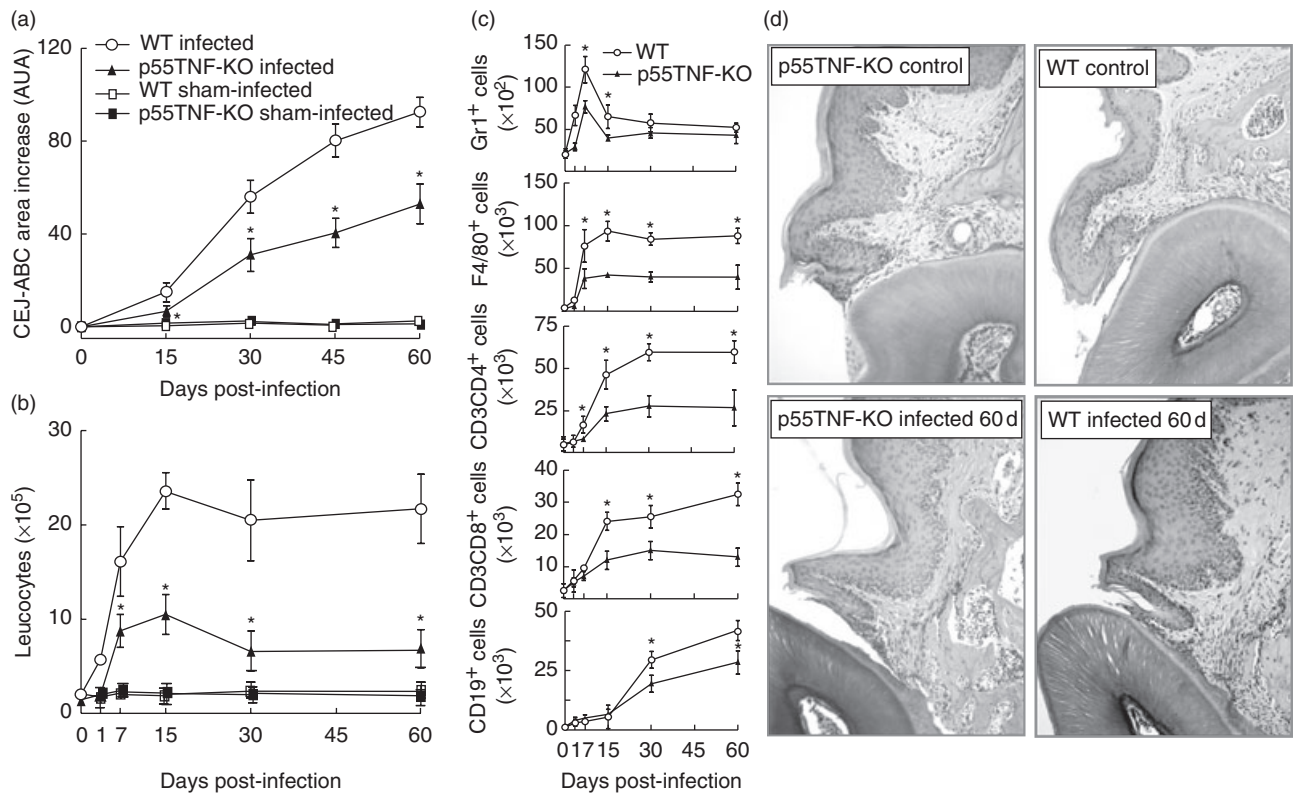 (a)
120
80
40
0
CEJ-ABC area increase (AUA)
WT infected
p55TNF-KO infected
WT sham-infected
p55TNF-KO sham-infected
*
*
*
*
0 15 30 45 60
Days post-infection
(b)
30
20
10
0
Leucocytes (×10⁵)
*
*
*
*
0 1 7 15 30 45 60
Days post-infection
(c)
WT
p55TNF-KO
Gr1⁺ cells
(×10²)
150
100
50
*
*
F4/80⁺ cells
(×10³)
150
100
50
*
*
*
*
CD3CD4⁺ cells
(×10³)
75
50
25
*
*
*
*
CD3CD8⁺ cells
(×10³)
40
30
20
10
0
*
*
*
CD19⁺ cells
(×10³)
50
25
0
*
*
0 1 7 15 30 45 60
Days post-infection
(d)
p55TNF-KO control
WT control
p55TNF-KO infected 60 d
WT infected 60 d